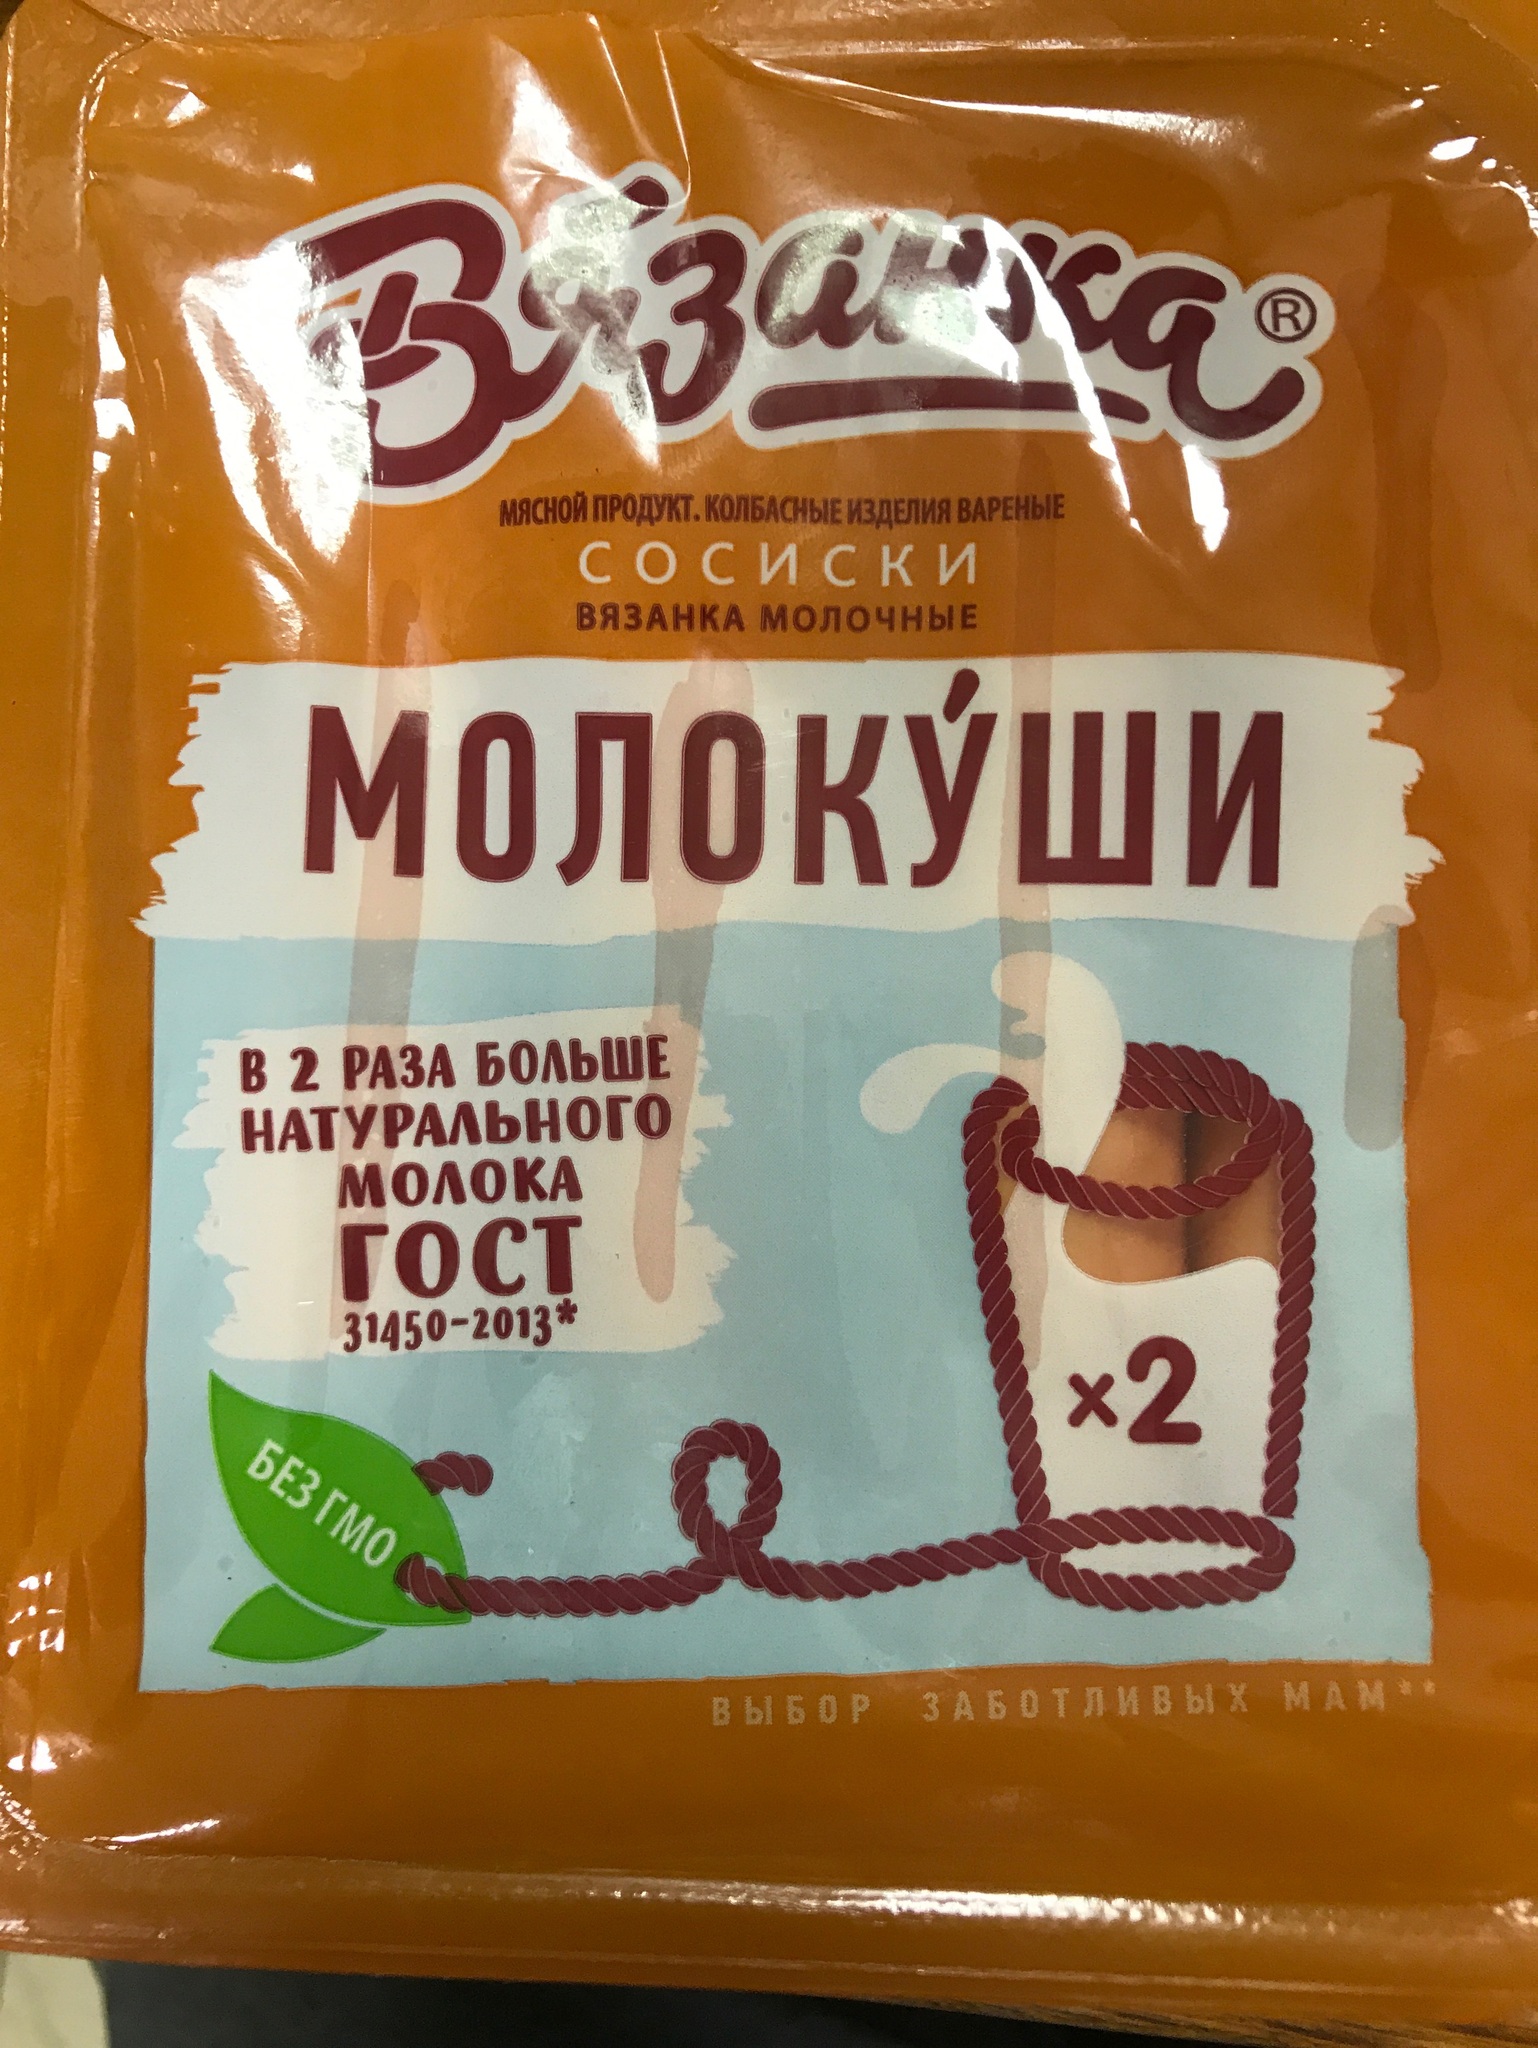 Вязанка®
МЯСНОЙ ПРОДУКТ. КОЛБАСНЫЕ ИЗДЕЛИЯ ВАРЕНЫЕ
СОСИСКИ
ВЯЗАНКА МОЛОЧНЫЕ
МОЛОКУ́ШИ
В 2 РАЗА БОЛЬШЕ
НАТУРАЛЬНОГО
МОЛОКА
ГОСТ
31450-2013*
×2
БЕЗ ГМО
ВЫБОР ЗАБОТЛИВЫХ МАМ**